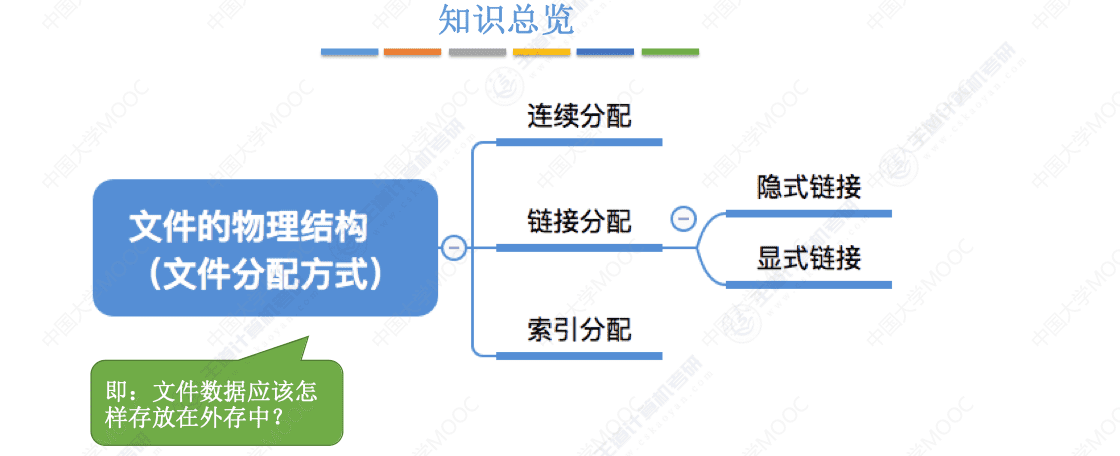 知识总览
连续分配
隐式链接
文件的物理结构
（文件分配方式）
链接分配
显式链接
索引分配
即：文件数据应该怎
样存放在外存中？
中国大学MOOC
王道计算机考研